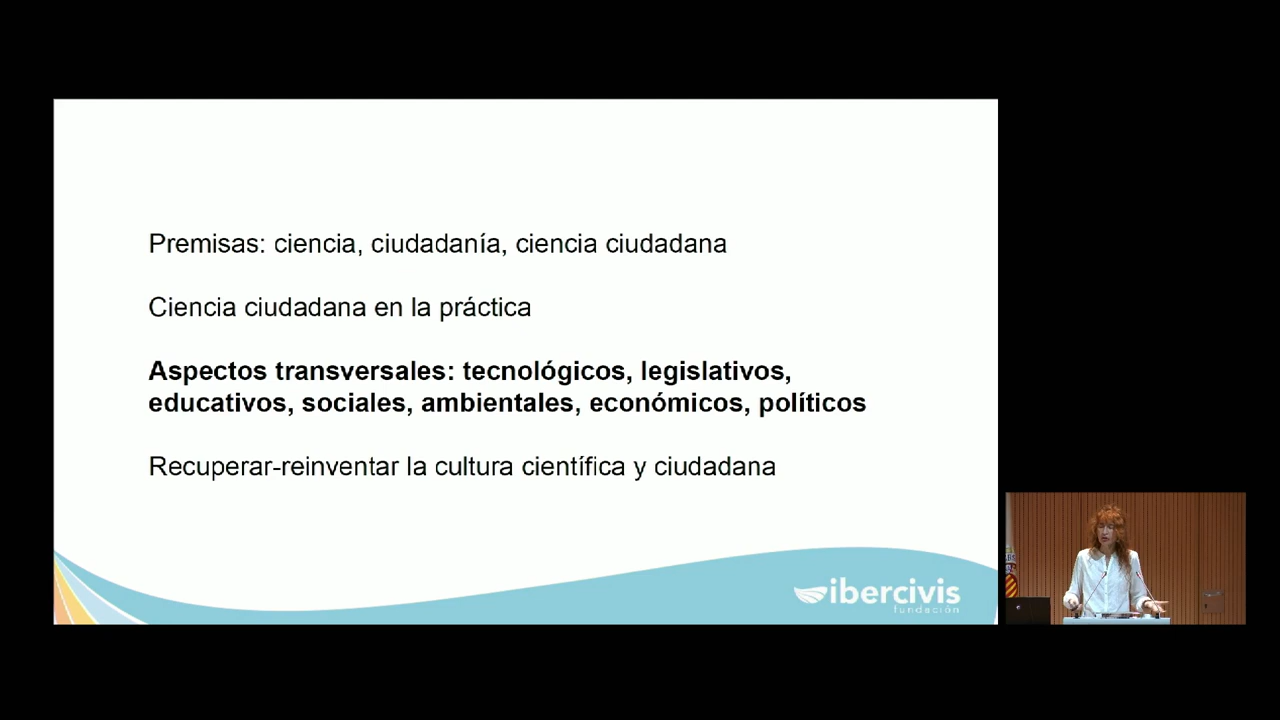 Premisas: ciencia, ciudadanía, ciencia ciudadana
Ciencia ciudadana en la práctica
Aspectos transversales: tecnológicos, legislativos,
educativos, sociales, ambientales, económicos, políticos
Recuperar-reinventar la cultura científica y ciudadana
ibercivis
fundación